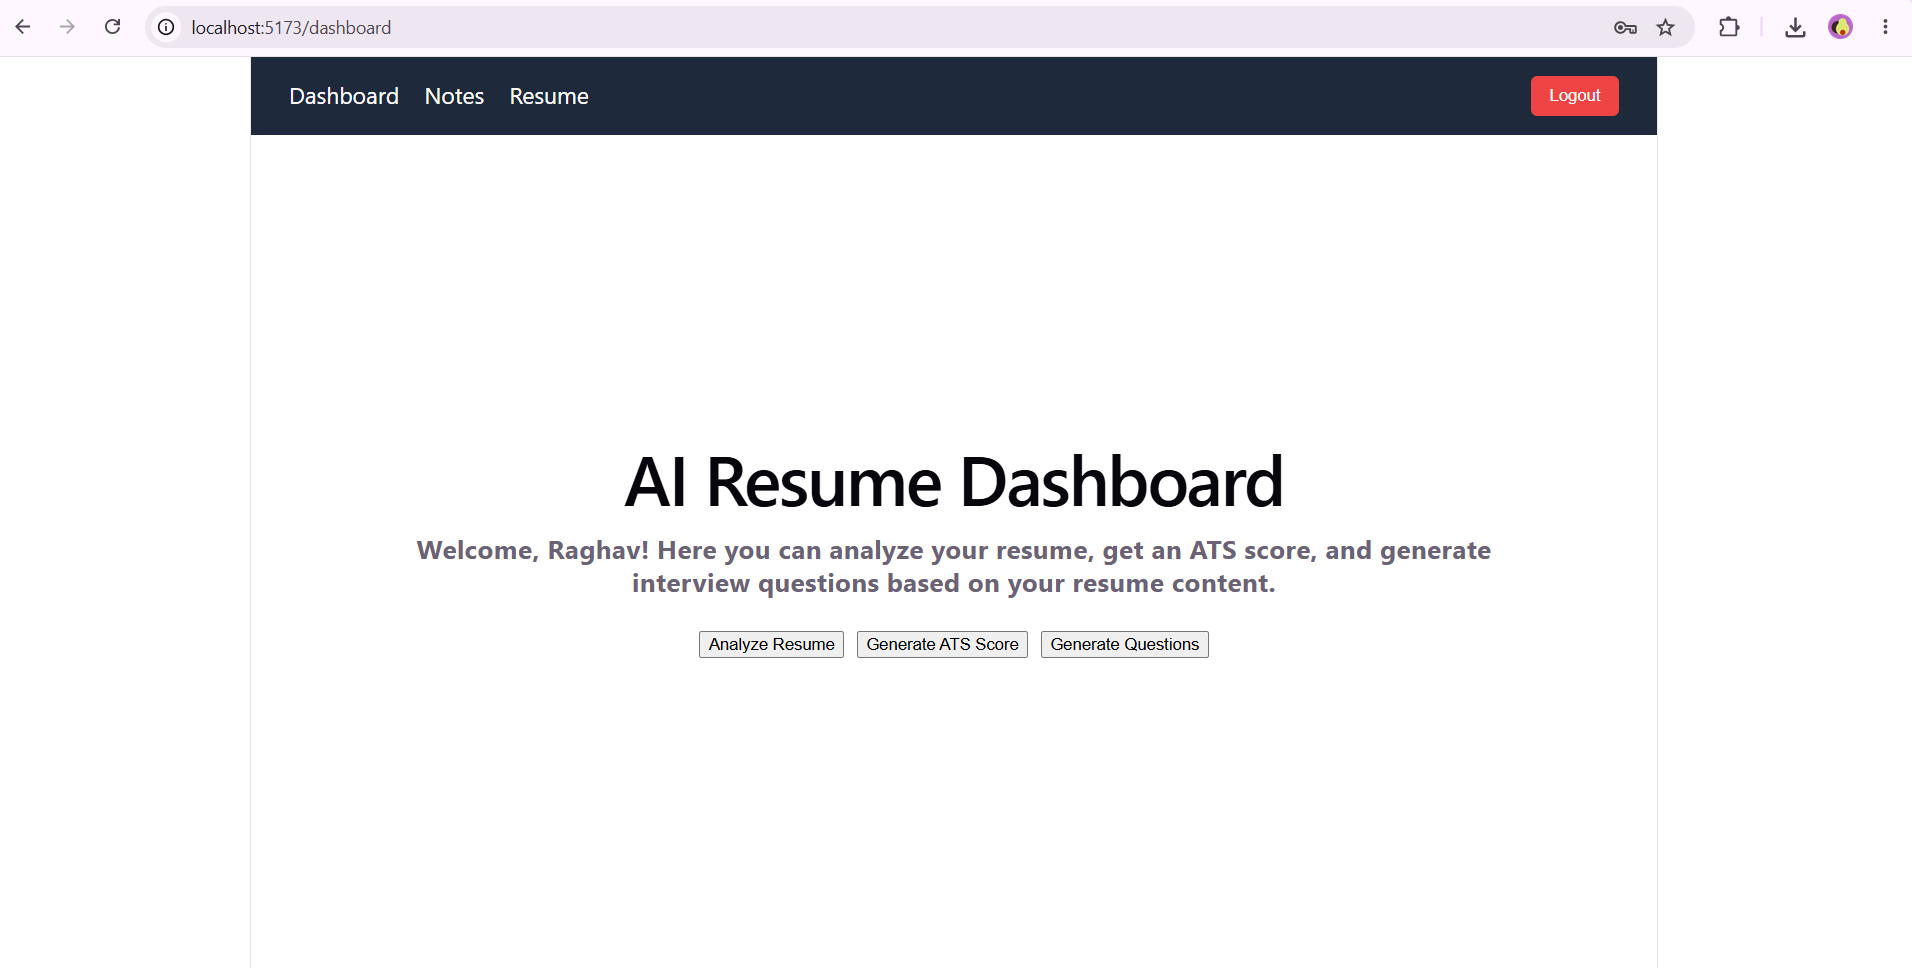 localhost:5173/dashboard
Dashboard Notes Resume Logout
AI Resume Dashboard
Welcome, Raghav! Here you can analyze your resume, get an ATS score, and generate
interview questions based on your resume content.
Analyze Resume Generate ATS Score Generate Questions